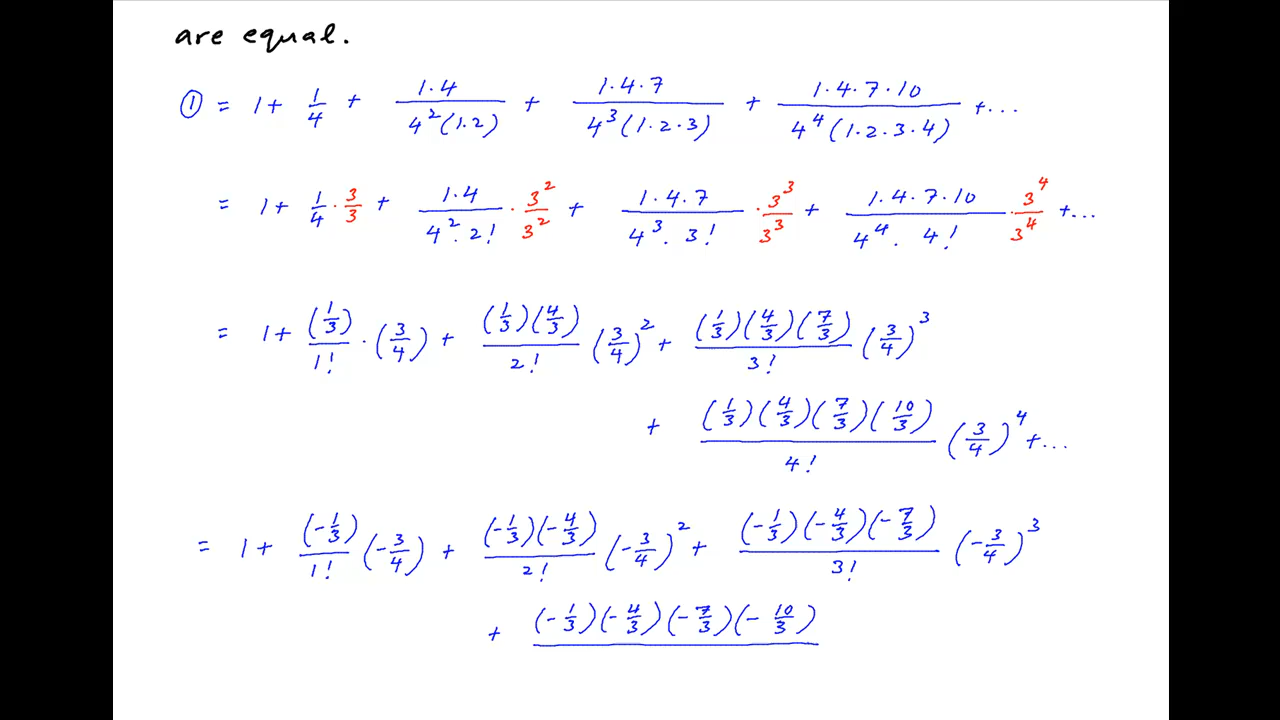 are equal.
① = 1 + 1/4 + (1·4)/(4²(1·2)) + (1·4·7)/(4³(1·2·3)) + (1·4·7·10)/(4⁴(1·2·3·4)) + ...
= 1 + 1/4 · 3/3 + (1·4)/(4²·2!) · 3²/3² + (1·4·7)/(4³·3!) · 3³/3³ + (1·4·7·10)/(4⁴·4!) · 3⁴/3⁴ + ...
= 1 + (1/3)/1! · (3/4) + (1/3)(4/3)/2! (3/4)² + (1/3)(4/3)(7/3)/3! (3/4)³
+ (1/3)(4/3)(7/3)(10/3)/4! (3/4)⁴ + ...
= 1 + (-1/3)/1! (-3/4) + (-1/3)(-4/3)/2! (-3/4)² + (-1/3)(-4/3)(-7/3)/3! (-3/4)³
+ (-1/3)(-4/3)(-7/3)(-10/3)